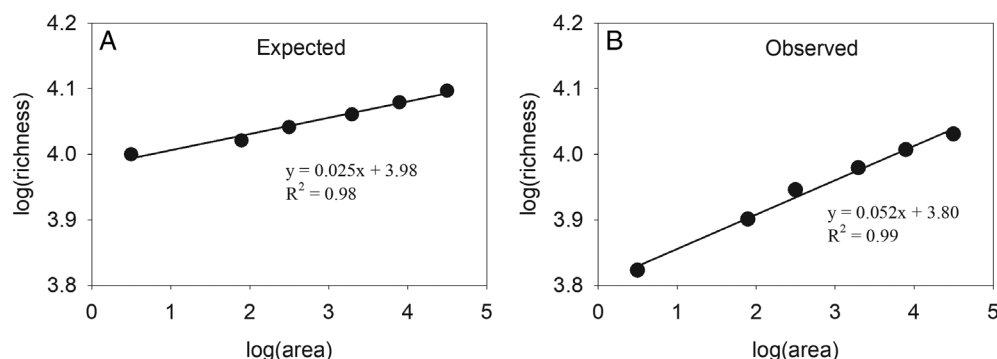 A
Expected
4.2
4.1
4.0
3.9
3.8
log(richness)
y = 0.025x + 3.98
R² = 0.98
0 1 2 3 4 5
log(area)
B
Observed
4.2
4.1
4.0
3.9
3.8
log(richness)
y = 0.052x + 3.80
R² = 0.99
0 1 2 3 4 5
log(area)